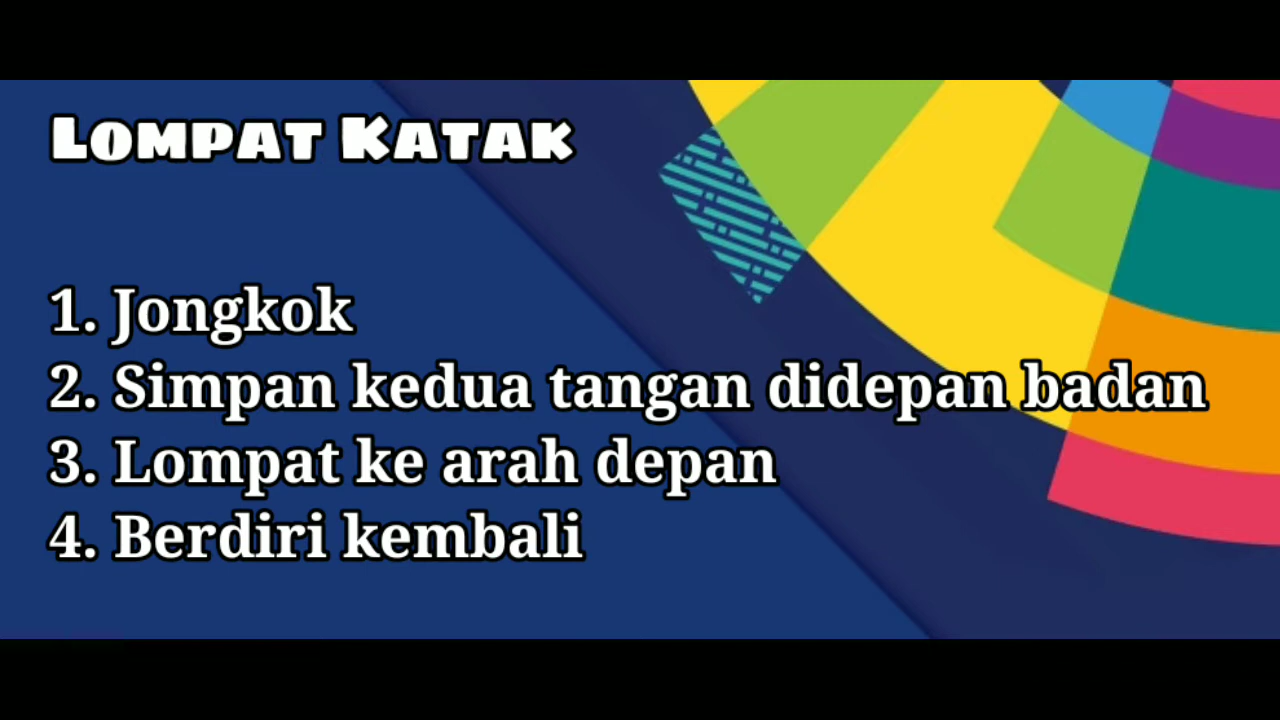 Lompat Katak
1. Jongkok
2. Simpan kedua tangan didepan badan
3. Lompat ke arah depan
4. Berdiri kembali